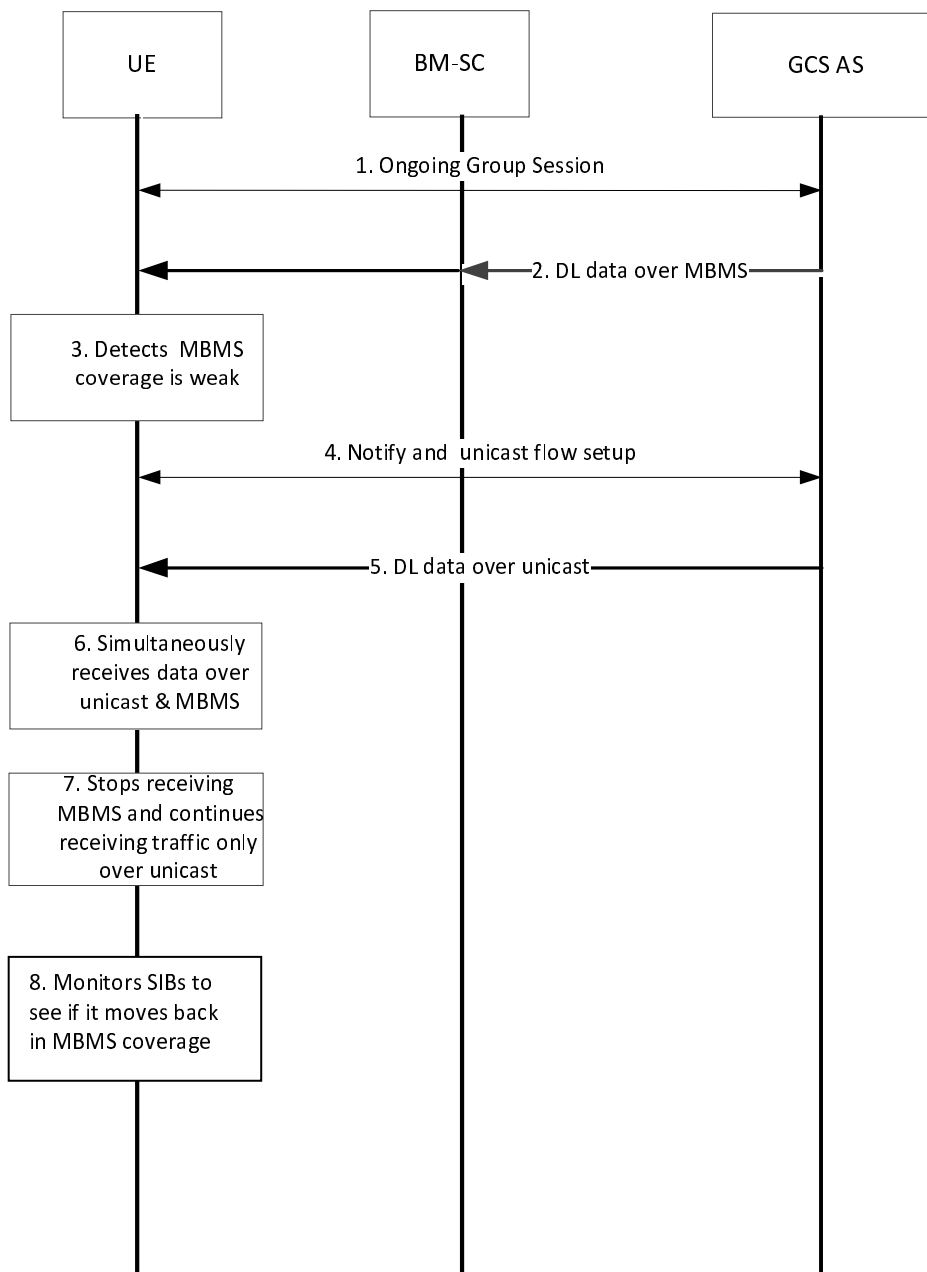 UE
BM-SC
GCS AS
1. Ongoing Group Session
2. DL data over MBMS
3. Detects MBMS
coverage is weak
4. Notify and unicast flow setup
5. DL data over unicast
6. Simultaneously
receives data over
unicast & MBMS
7. Stops receiving
MBMS and continues
receiving traffic only
over unicast
8. Monitors SIBs to
see if it moves back
in MBMS coverage